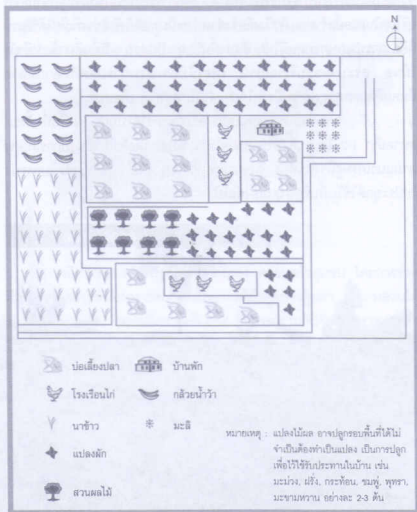 N
บ่อเลี้ยงปลา
บ้านพัก
โรงเรือนไก่
กล้วยน้ำว้า
นาข้าว
มะลิ
แปลงผัก
สวนผลไม้
หมายเหตุ : แปลงไม้ผล อาจปลูกรอบพื้นที่ได้ไม่
จำเป็นต้องทำเป็นแปลง เป็นการปลูก
เพื่อไว้ใช้รับประทานในบ้าน เช่น
มะม่วง, ฝรั่ง, กระท้อน, ชมพู่, พุทรา,
มะขามหวาน อย่างละ 2-3 ต้น